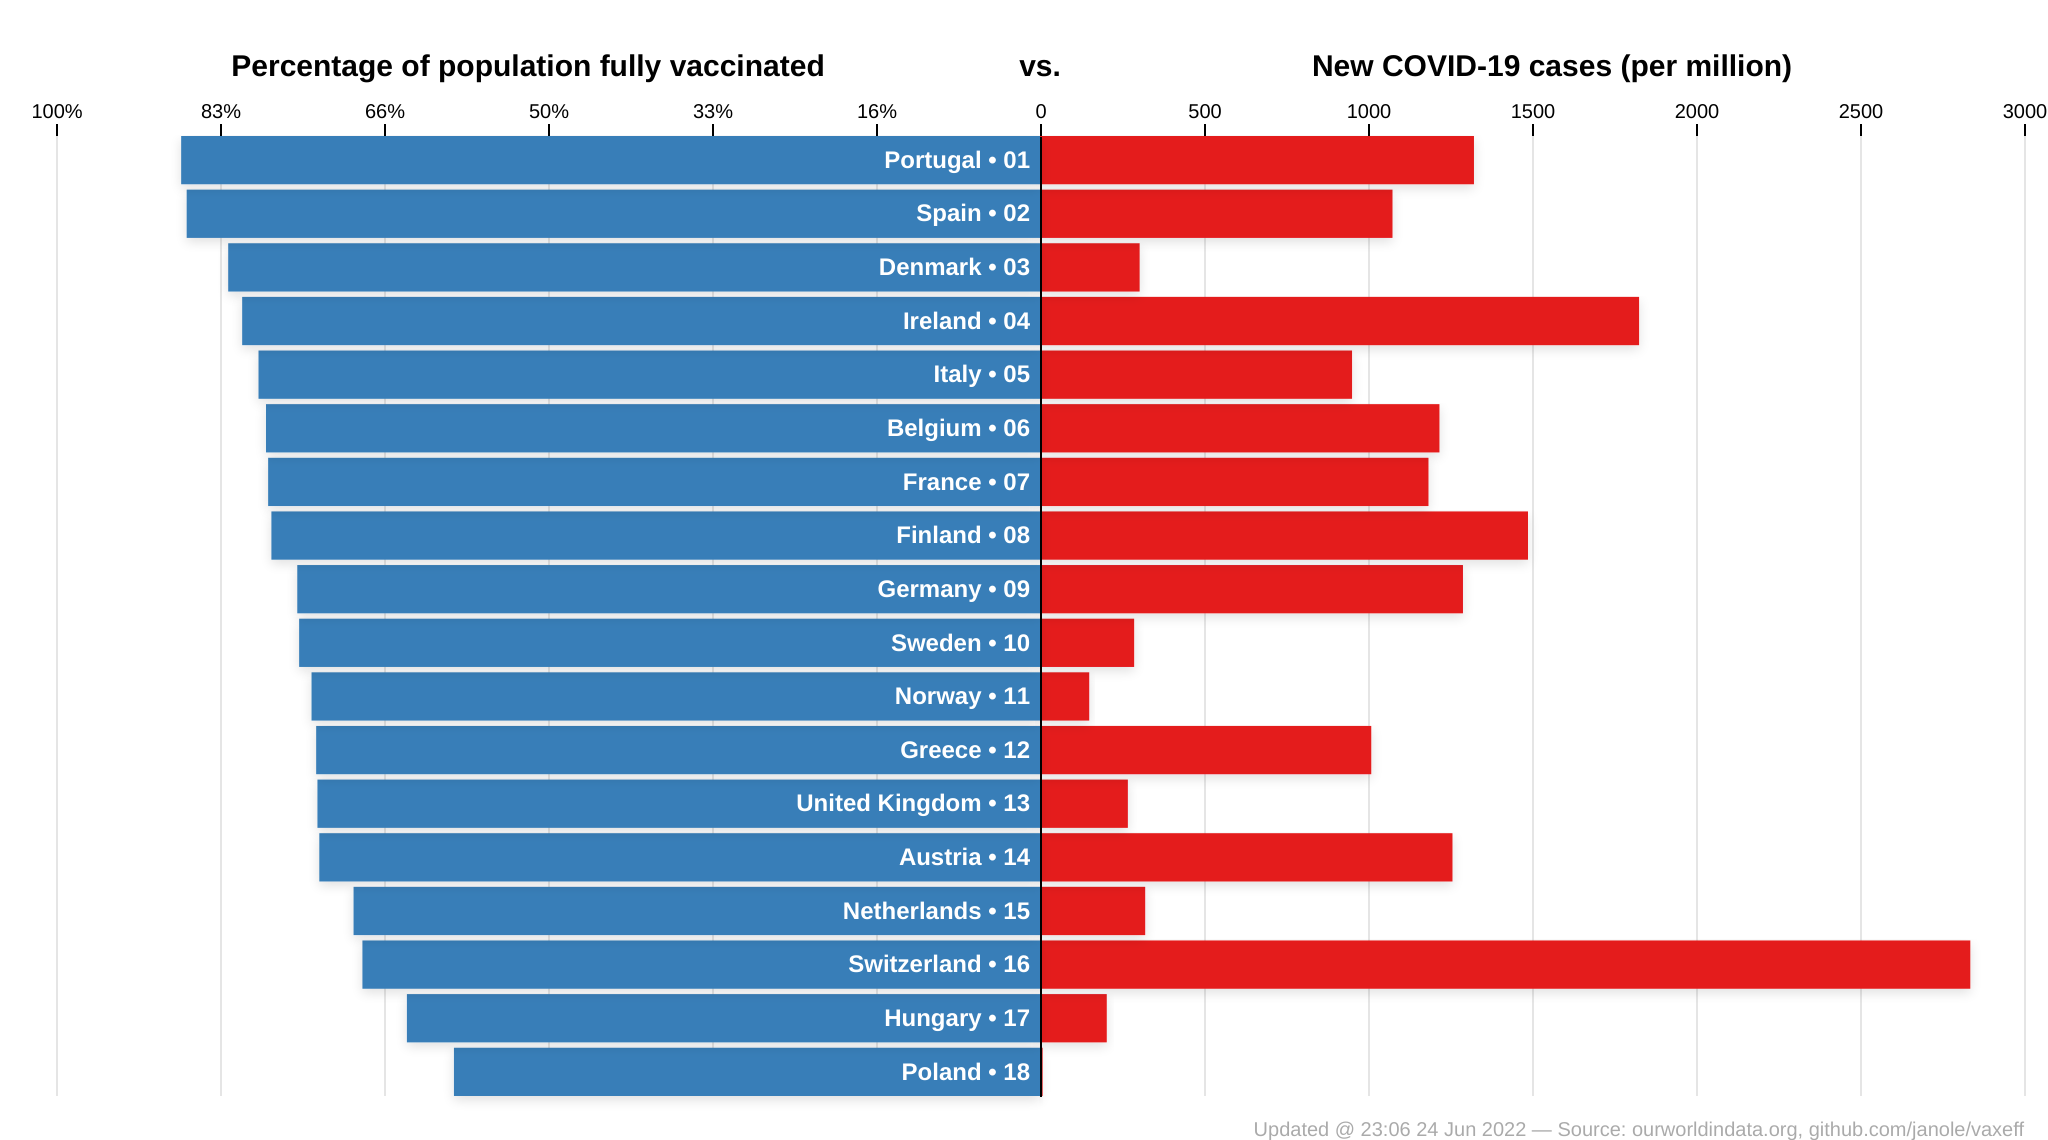 Percentage of population fully vaccinated vs. New COVID-19 cases (per million)
100% 83% 66% 50% 33% 16% 0 500 1000 1500 2000 2500 3000
Portugal • 01
Spain • 02
Denmark • 03
Ireland • 04
Italy • 05
Belgium • 06
France • 07
Finland • 08
Germany • 09
Sweden • 10
Norway • 11
Greece • 12
United Kingdom • 13
Austria • 14
Netherlands • 15
Switzerland • 16
Hungary • 17
Poland • 18
Updated @ 23:06 24 Jun 2022 — Source: ourworldindata.org, github.com/janole/vaxeff